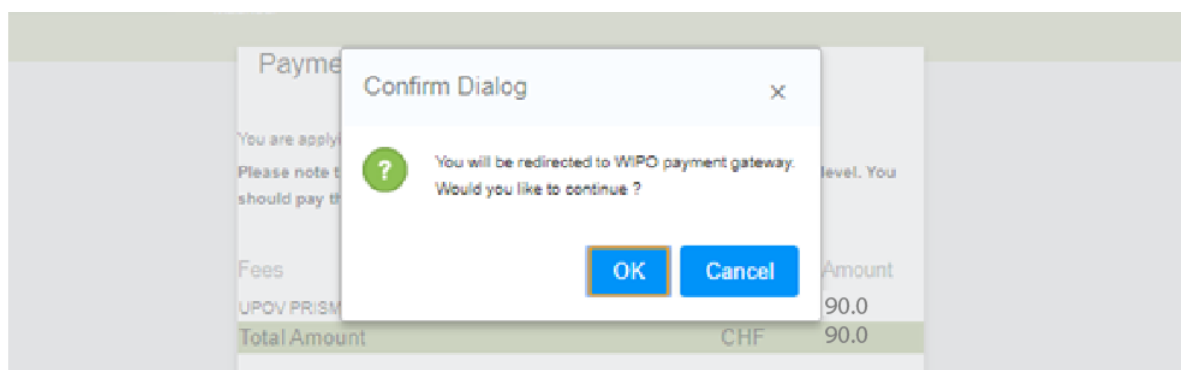 Payme
Confirm Dialog
×
You are applyi
You will be redirected to WIPO payment gateway.
Please note t
level. You
Would you like to continue ?
should pay th
Fees
OK
Cancel
Amount
UPOV PRISM
90.0
Total Amount CHF 90.0